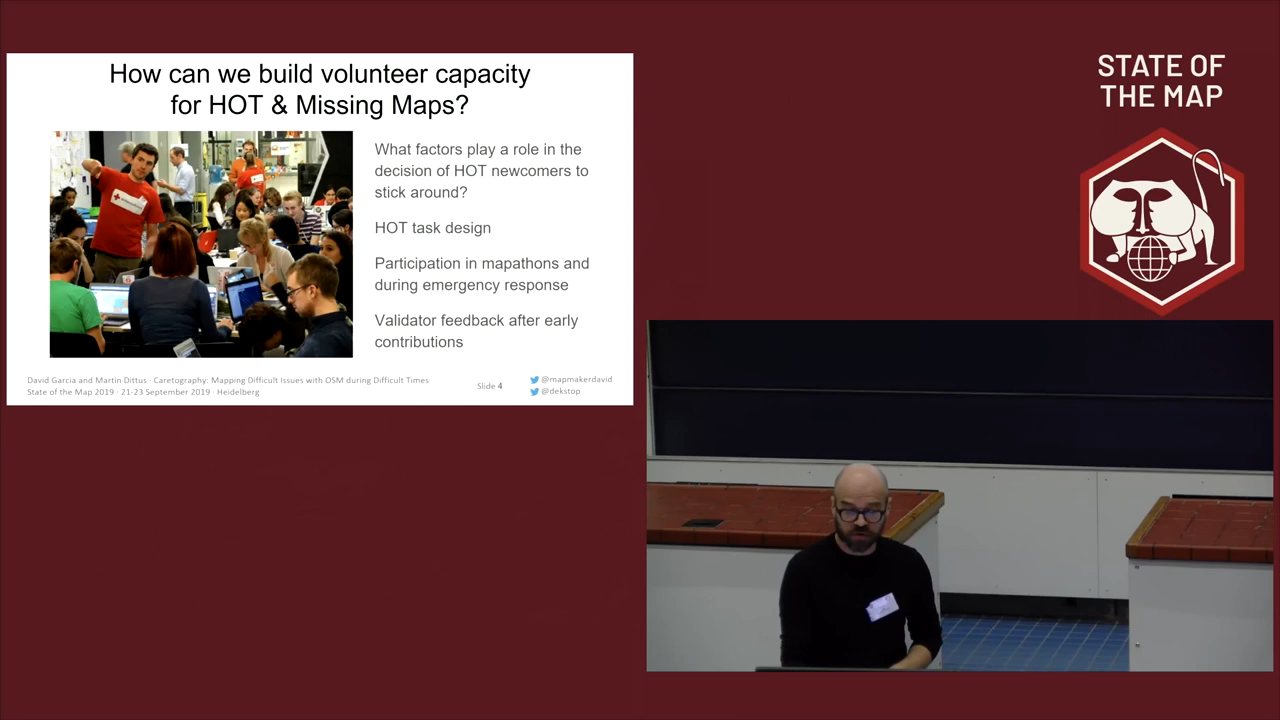 How can we build volunteer capacity
for HOT & Missing Maps?
What factors play a role in the
decision of HOT newcomers to
stick around?
HOT task design
Participation in mapathons and
during emergency response
Validator feedback after early
contributions
David Garcia and Martin Dittus · Caretography: Mapping Difficult Issues with OSM during Difficult Times
State of the Map 2019 · 21-23 September 2019 · Heidelberg
Slide 4
@mapmakerdavid
@dekstop
STATE OF
THE MAP